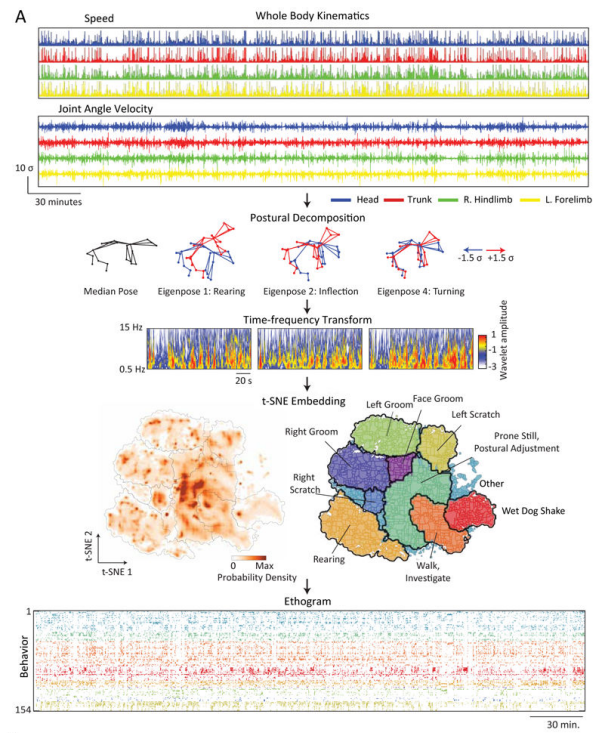 A
Whole Body Kinematics
Speed
Joint Angle Velocity
10 σ
30 minutes
Head Trunk R. Hindlimb L. Forelimb
Postural Decomposition
-1.5 σ +1.5 σ
Median Pose Eigenpose 1: Rearing Eigenpose 2: Inflection Eigenpose 4: Turning
Time-frequency Transform
15 Hz
0.5 Hz
20 s
1
-1
-3
Wavelet amplitude
t-SNE Embedding
Left Groom
Face Groom
Left Scratch
Right Groom
Prone Still,
Postural Adjustment
Right
Scratch
Other
Wet Dog Shake
Rearing
Walk,
Investigate
t-SNE 2
t-SNE 1
0 Max
Probability Density
Ethogram
1
Behavior
154
30 min.